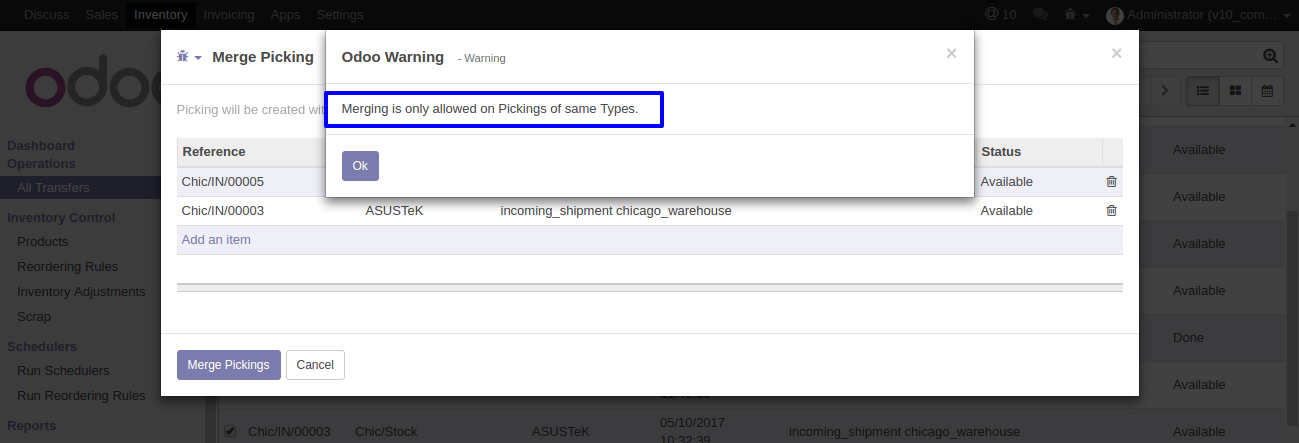 Discuss Sales Inventory Invoicing Apps Settings @ 10 Administrator (v10_com...
odoo
Merge Picking
Odoo Warning - Warning ×
×
Picking will be created
Merging is only allowed on Pickings of same Types.
Ok
Reference Status
Chic/IN/00005 Available
Chic/IN/00003 ASUSTeK incoming_shipment chicago_warehouse Available
Add an item
Merge Pickings Cancel
Dashboard
Operations
All Transfers
Inventory Control
Products
Reordering Rules
Inventory Adjustments
Scrap
Schedulers
Run Schedulers
Run Reordering Rules
Reports
Available
Available
Available
Available
Done
Available
Chic/IN/00003 Chic/Stock ASUSTeK 05/10/2017 incoming_shipment chicago_warehouse Available
10:32:39